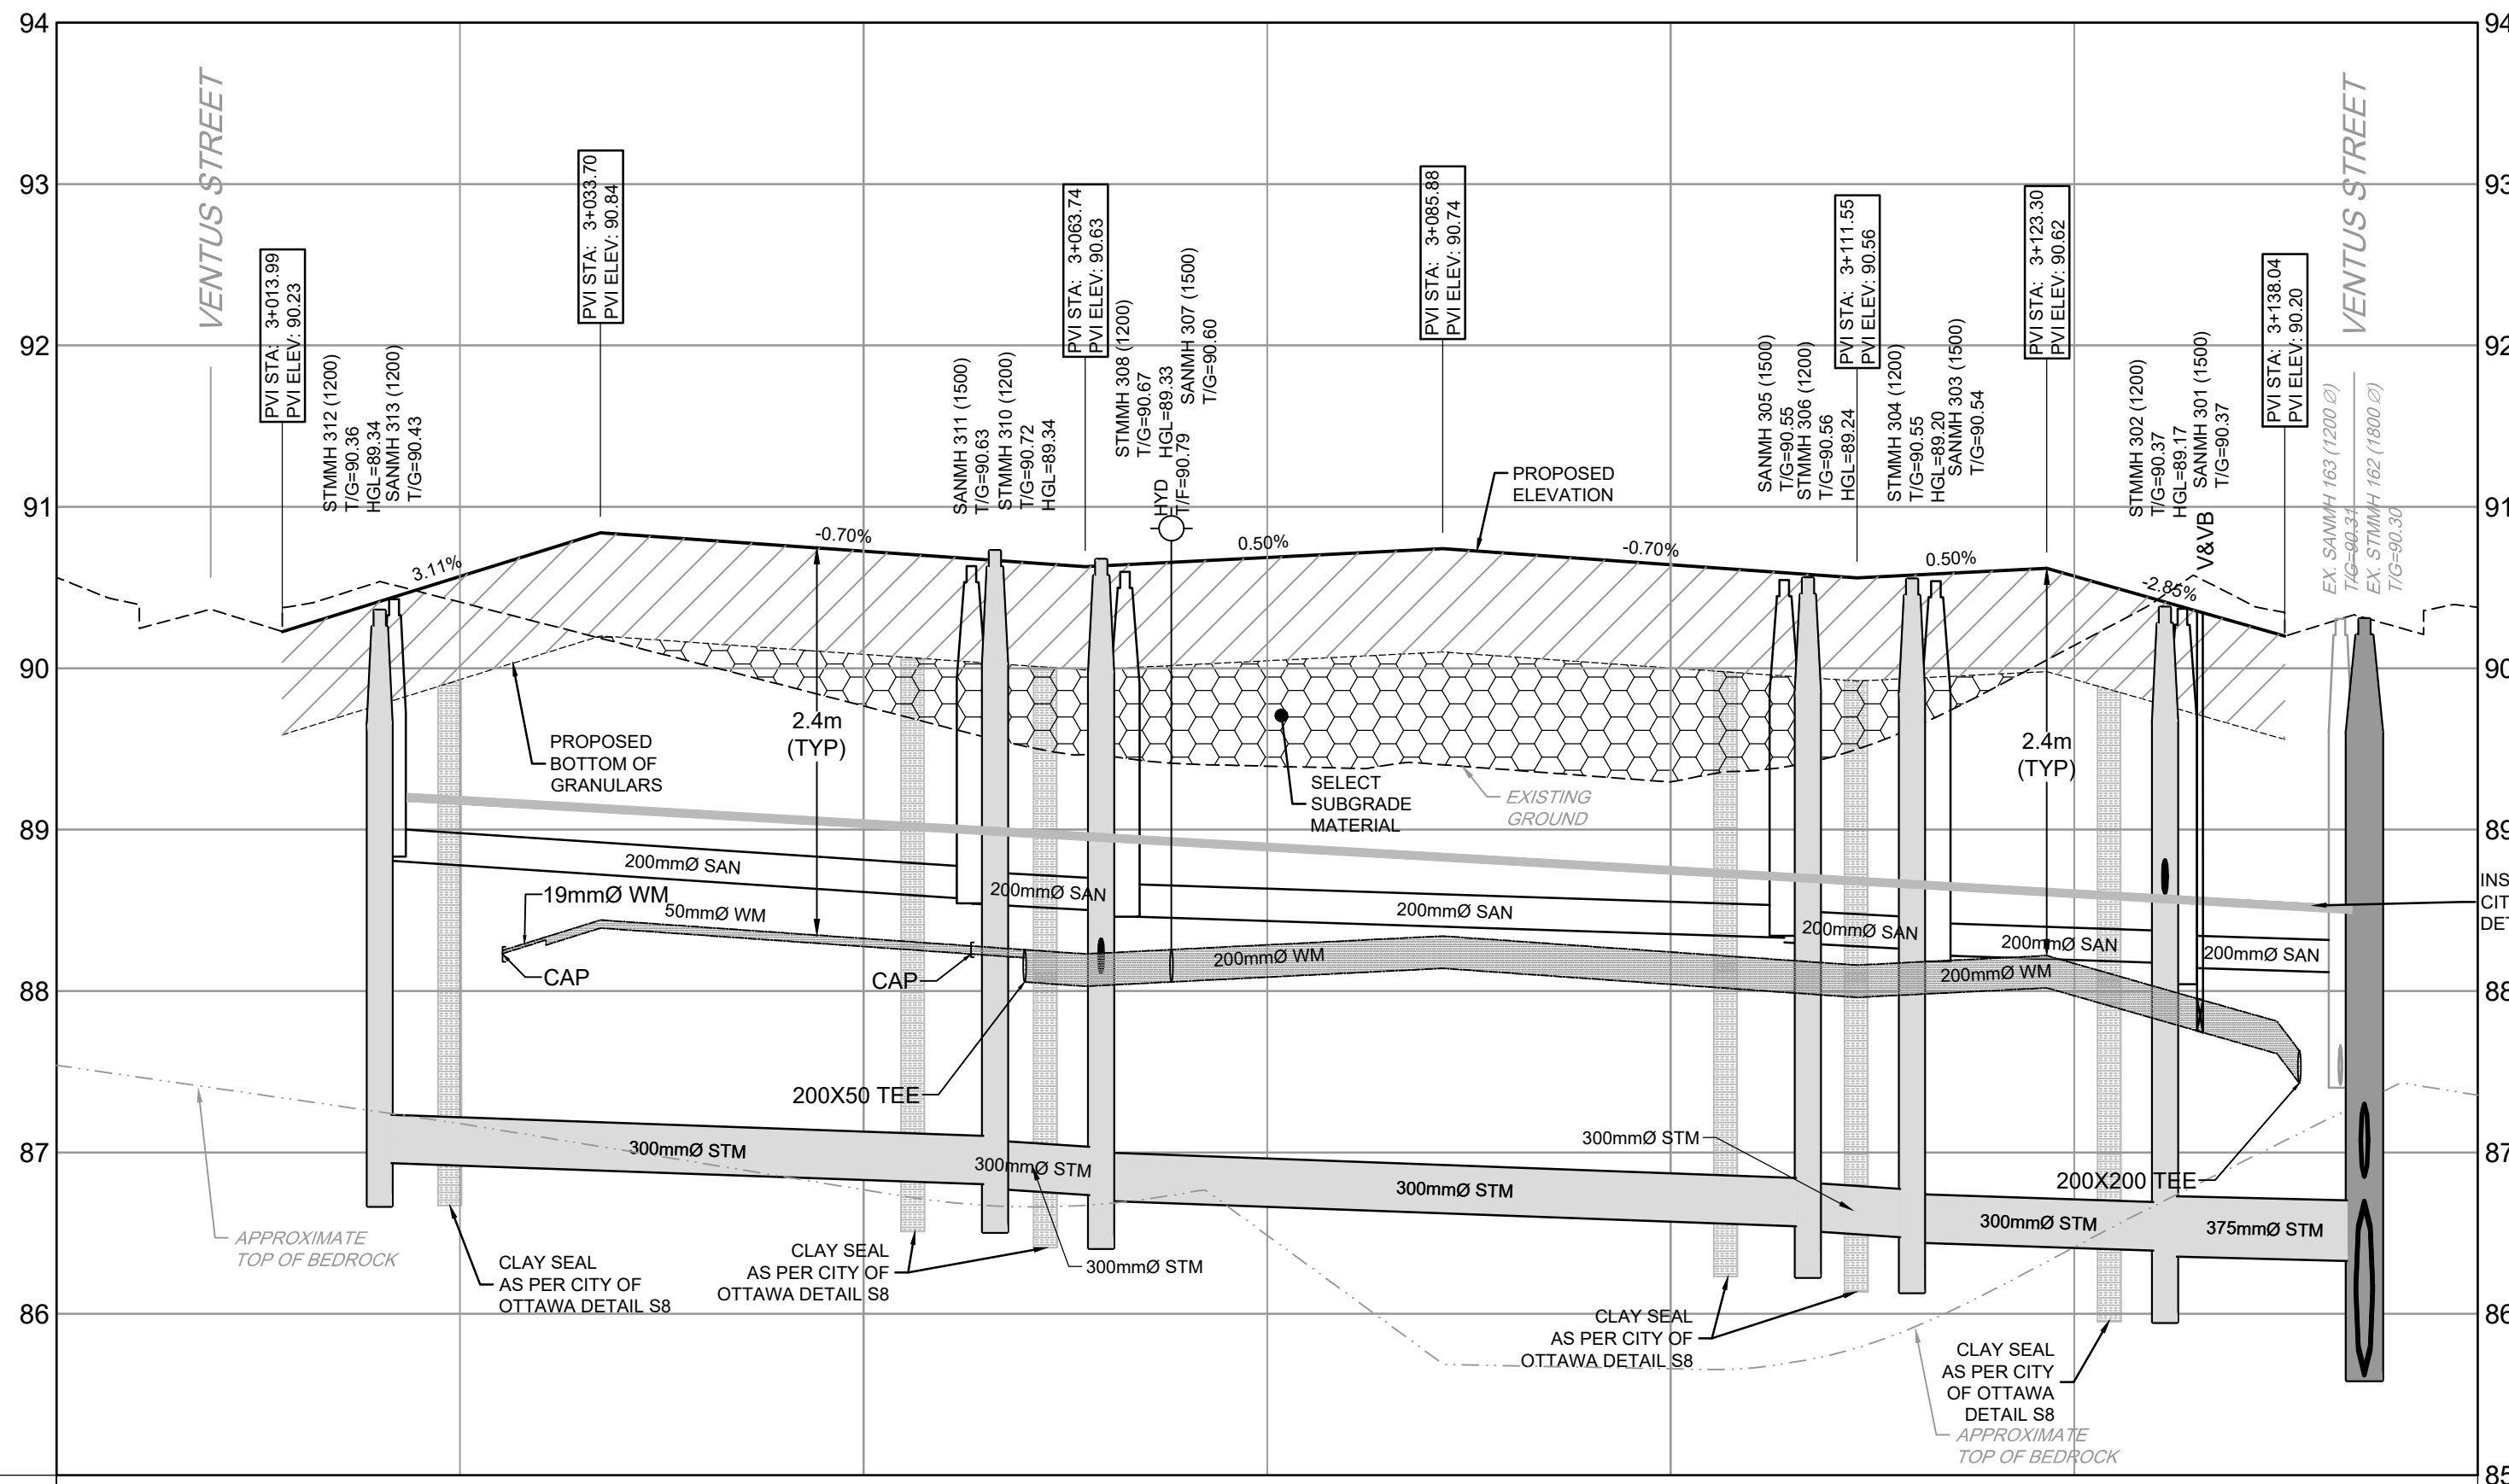 94
93
92
91
90
89
88
87
86
94
93
92
91
90
89
88
87
86
85
VENTUS STREET
PVI STA: 3+013.99
PVI ELEV: 90.23
STMMH 312 (1200)
T/G=90.36
HGL=89.34
SANMH 313 (1200)
T/G=90.43
PVI STA: 3+033.70
PVI ELEV: 90.84
SANMH 311 (1500)
T/G=90.63
STMMH 310 (1200)
T/G=90.72
HGL=89.34
PVI STA: 3+063.74
PVI ELEV: 90.63
STMMH 308 (1200)
T/G=90.67
HGL=89.33
SANMH 307 (1500)
T/G=90.60
HYD
T/F=90.79
PVI STA: 3+085.88
PVI ELEV: 90.74
SANMH 305 (1500)
T/G=90.55
STMMH 306 (1200)
T/G=90.56
HGL=89.24
PVI STA: 3+111.55
PVI ELEV: 90.56
STMMH 304 (1200)
T/G=90.55
HGL=89.20
SANMH 303 (1500)
T/G=90.54
PVI STA: 3+123.30
PVI ELEV: 90.62
STMMH 302 (1200)
T/G=90.37
HGL=89.17
SANMH 301 (1500)
T/G=90.37
V&VB
PVI STA: 3+138.04
PVI ELEV: 90.20
VENTUS STREET
EX. SANMH 163 (1200 Ø)
T/G=90.31
EX. STMMH 162 (1800 Ø)
T/G=90.30
3.11%
-0.70%
0.50%
-0.70%
0.50%
-2.85%
PROPOSED
ELEVATION
2.4m
(TYP)
2.4m
(TYP)
PROPOSED
BOTTOM OF
GRANULARS
SELECT
SUBGRADE
MATERIAL
EXISTING
GROUND
200mmØ SAN
200mmØ SAN
200mmØ SAN
200mmØ SAN
200mmØ SAN
200mmØ SAN
INS
CIT
DE
19mmØ WM
50mmØ WM
200mmØ WM
200mmØ WM
CAP
CAP
200X50 TEE
200X200 TEE
300mmØ STM
300mmØ STM
300mmØ STM
300mmØ STM
300mmØ STM
300mmØ STM
375mmØ STM
APPROXIMATE
TOP OF BEDROCK
CLAY SEAL
AS PER CITY OF
OTTAWA DETAIL S8
CLAY SEAL
AS PER CITY OF
OTTAWA DETAIL S8
CLAY SEAL
AS PER CITY OF
OTTAWA DETAIL S8
CLAY SEAL
AS PER CITY
OF OTTAWA
DETAIL S8
APPROXIMATE
TOP OF BEDROCK